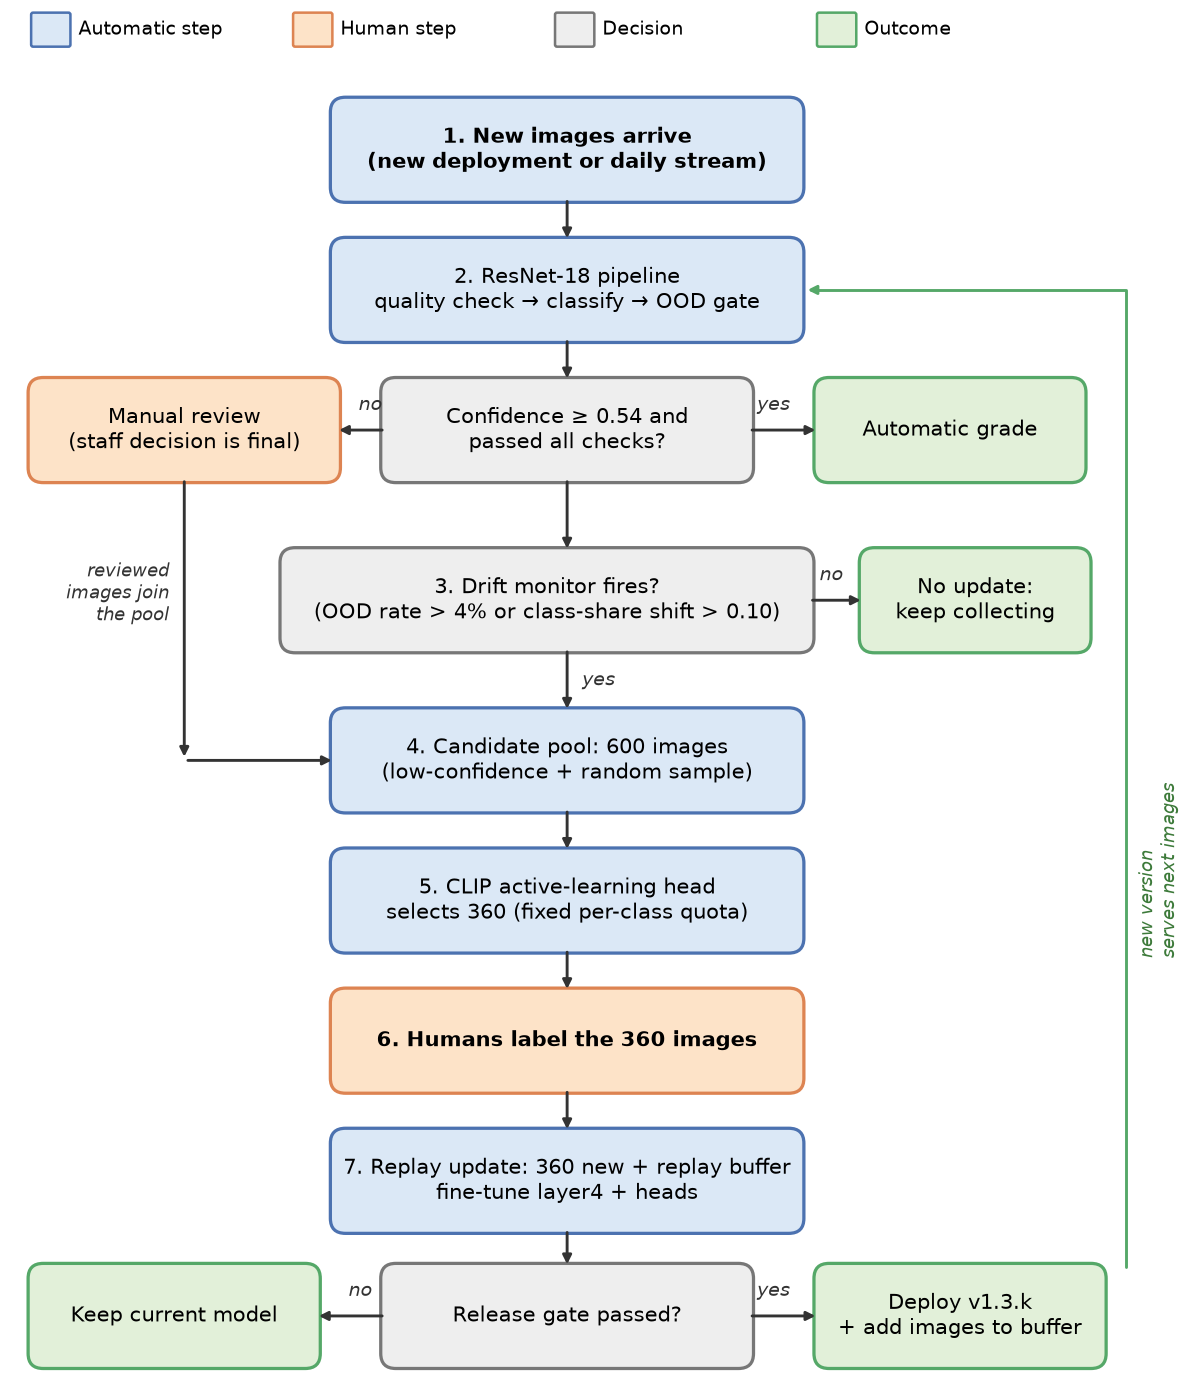 Automatic step
Human step
Decision
Outcome
1. New images arrive
(new deployment or daily stream)
2. ResNet-18 pipeline
quality check → classify → OOD gate
Manual review
(staff decision is final)
no
Confidence ≥ 0.54 and
passed all checks?
yes
Automatic grade
reviewed
images join
the pool
3. Drift monitor fires?
(OOD rate > 4% or class-share shift > 0.10)
no
No update:
keep collecting
yes
4. Candidate pool: 600 images
(low-confidence + random sample)
5. CLIP active-learning head
selects 360 (fixed per-class quota)
new version
serves next images
6. Humans label the 360 images
7. Replay update: 360 new + replay buffer
fine-tune layer4 + heads
Keep current model
no
Release gate passed?
yes
Deploy v1.3.k
+ add images to buffer